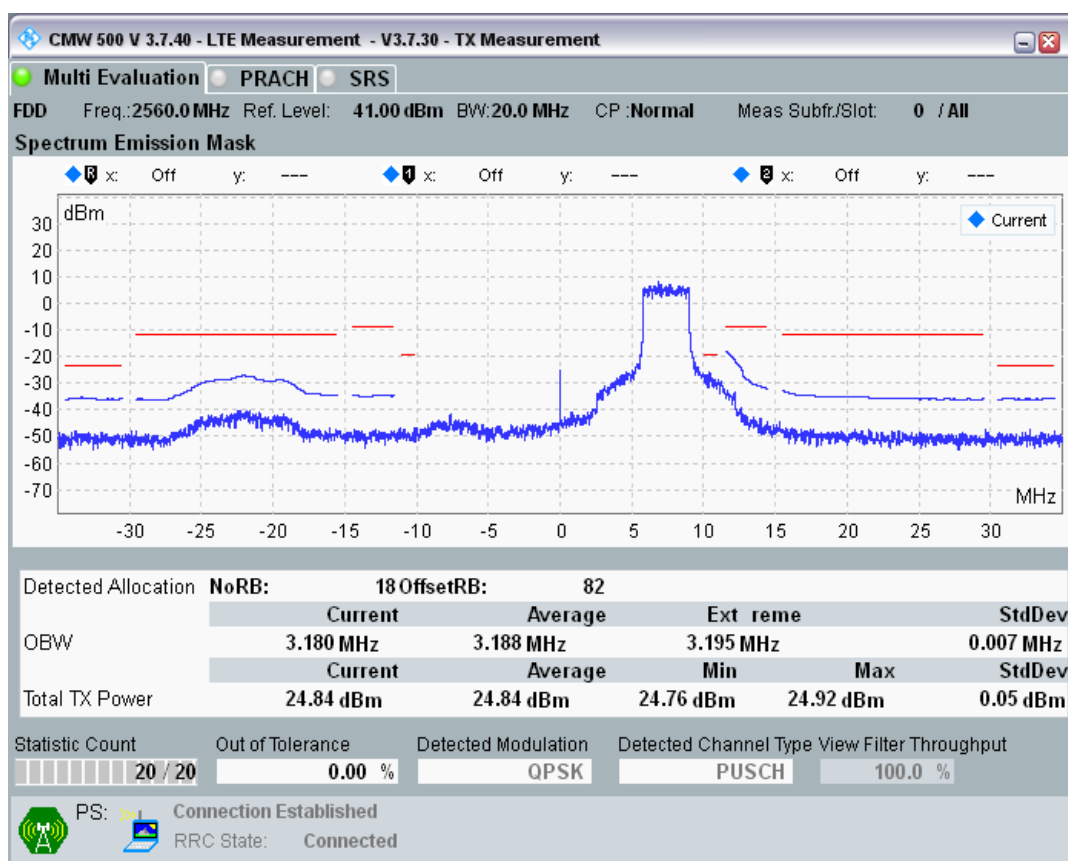 CMW 500 V 3.7.40 - LTE Measurement - V3.7.30 - TX Measurement
Multi Evaluation PRACH SRS
FDD Freq.:2560.0 MHz Ref. Level: 41.00 dBm BW:20.0 MHz CP :Normal Meas Subfr./Slot: 0 / All
Spectrum Emission Mask
R x: Off y: --- 1 x: Off y: --- 2 x: Off y: ---
dBm
Current
30
20
10
0
-10
-20
-30
-40
-50
-60
-70
MHz
-30 -25 -20 -15 -10 -5 0 5 10 15 20 25 30
Detected Allocation NoRB: 18 OffsetRB: 82
Current Average Ext reme StdDev
OBW 3.180 MHz 3.188 MHz 3.195 MHz 0.007 MHz
Current Average Min Max StdDev
Total TX Power 24.84 dBm 24.84 dBm 24.76 dBm 24.92 dBm 0.05 dBm
Statistic Count Out of Tolerance Detected Modulation Detected Channel Type View Filter Throughput
20 / 20 0.00 % QPSK PUSCH 100.0 %
PS: Connection Established
RRC State: Connected